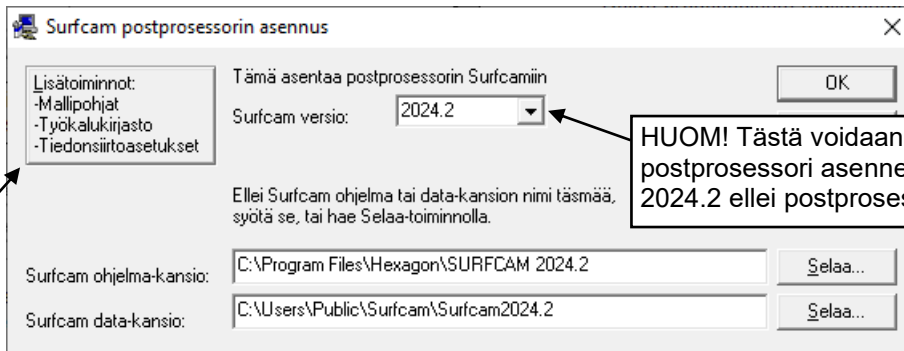 Surfcam postprosessorin asennus
Lisätoiminnot:
-Mallipohjat
-Työkalukirjasto
-Tiedonsiirtoasetukset
Tämä asentaa postprosessorin Surfcamiin
Surfcam versio:
2024.2
OK
HUOM! Tästä voidaan
postprosessori asenne
2024.2 ellei postproses
Ellei Surfcam ohjelma tai data-kansion nimi täsmää,
syötä se, tai hae Selaa-toiminnolla.
Surfcam ohjelma-kansio:
C:\Program Files\Hexagon\SURFCAM 2024.2
Selaa...
Surfcam data-kansio:
C:\Users\Public\Surfcam\Surfcam2024.2
Selaa...